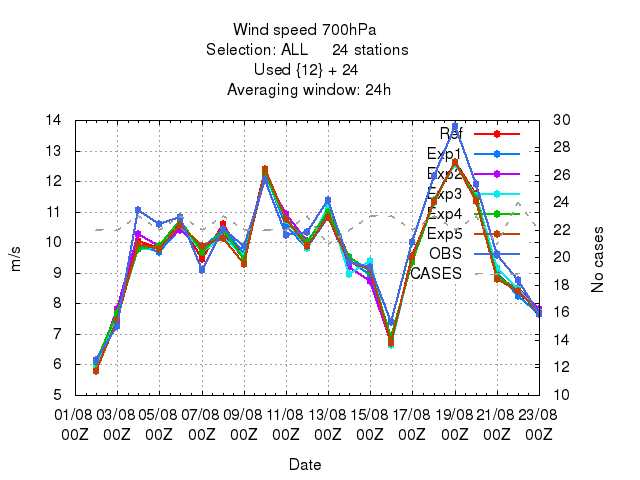 Wind speed 700hPa
Selection: ALL 24 stations
Used {12} + 24
Averaging window: 24h
14
13
12
11
10
9
8
7
6
5
m/s
30
28
26
24
22
20
18
16
14
12
10
No cases
Ref
Exp1
Exp2
Exp3
Exp4
Exp5
OBS
CASES
01/08 03/08 05/08 07/08 09/08 11/08 13/08 15/08 17/08 19/08 21/08 23/08
00Z 00Z 00Z 00Z 00Z 00Z 00Z 00Z 00Z 00Z 00Z 00Z
Date